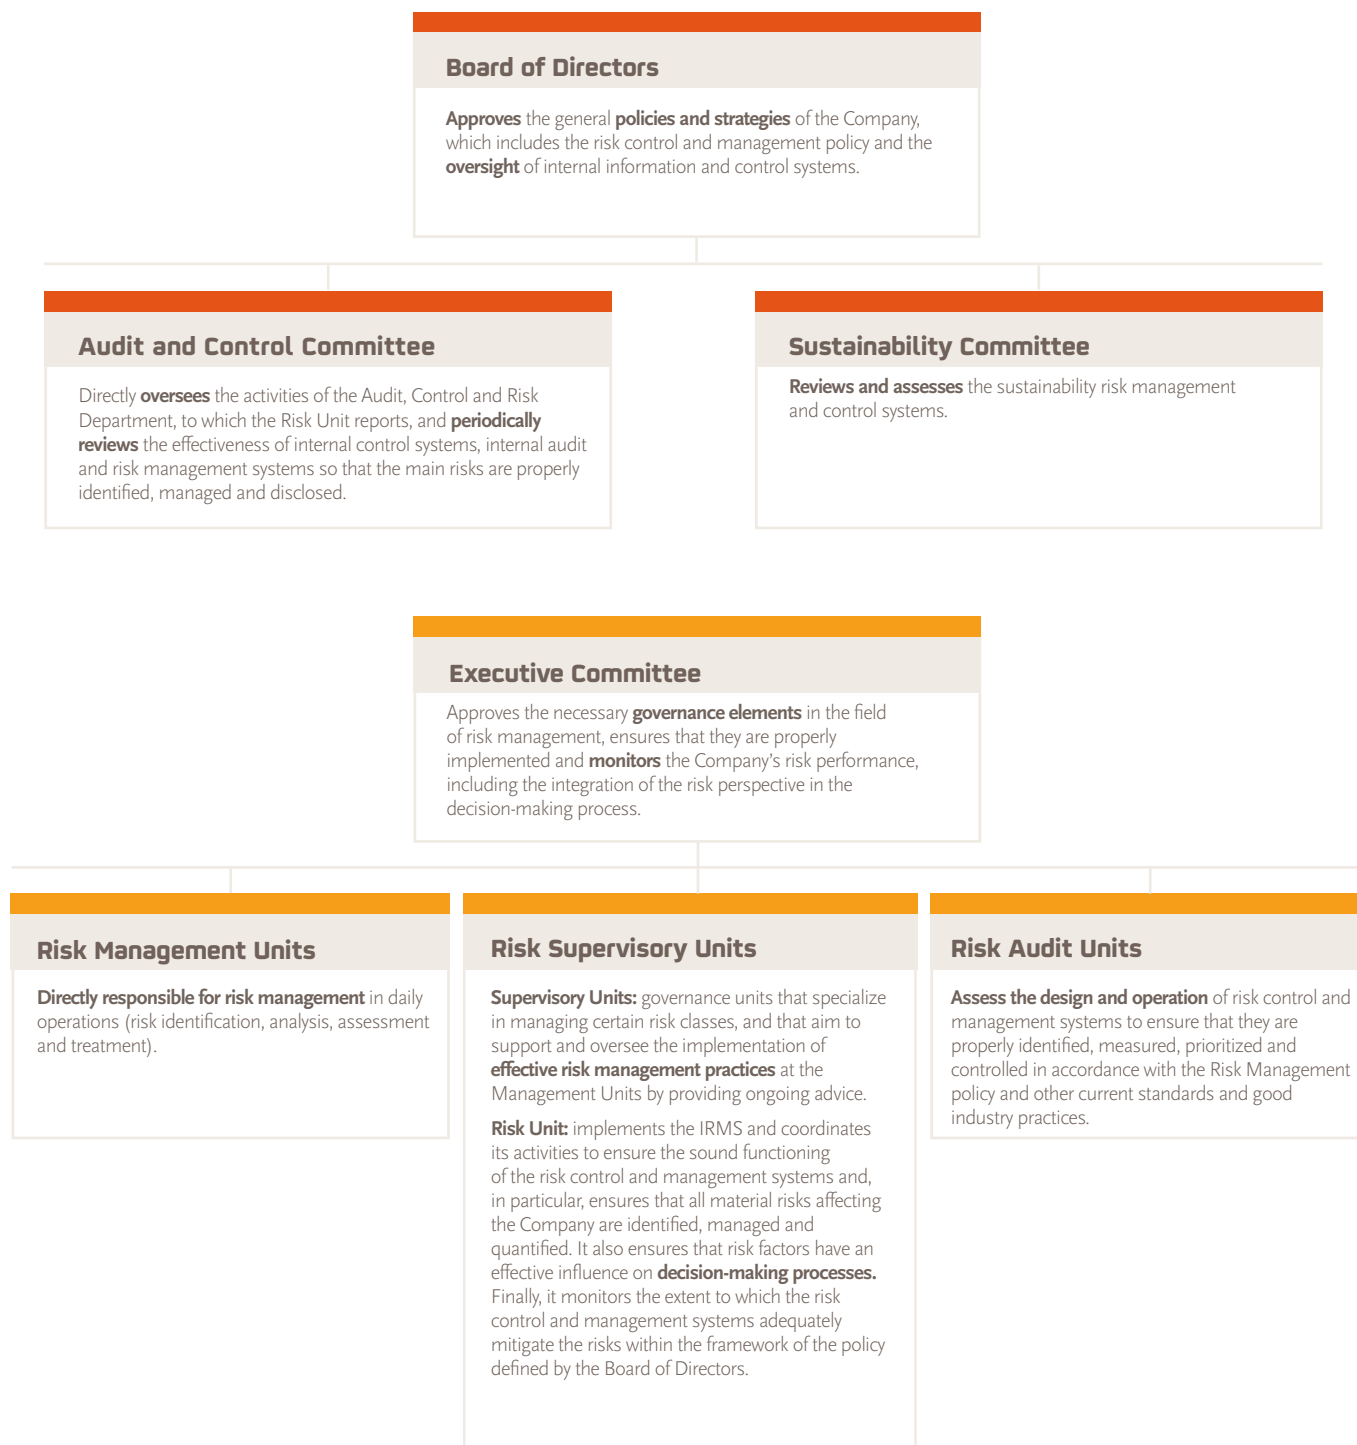 Board of Directors
Approves the general policies and strategies of the Company,
which includes the risk control and management policy and the
oversight of internal information and control systems.
Audit and Control Committee
Directly oversees the activities of the Audit, Control and Risk
Department, to which the Risk Unit reports, and periodically
reviews the effectiveness of internal control systems, internal audit
and risk management systems so that the main risks are properly
identified, managed and disclosed.
Sustainability Committee
Reviews and assesses the sustainability risk management
and control systems.
Executive Committee
Approves the necessary governance elements in the field
of risk management, ensures that they are properly
implemented and monitors the Company's risk performance,
including the integration of the risk perspective in the
decision-making process.
Risk Management Units
Directly responsible for risk management in daily
operations (risk identification, analysis, assessment
and treatment).
Risk Supervisory Units
Supervisory Units: governance units that specialize
in managing certain risk classes, and that aim to
support and oversee the implementation of
effective risk management practices at the
Management Units by providing ongoing advice.
Risk Unit: implements the IRMS and coordinates
its activities to ensure the sound functioning
of the risk control and management systems and,
in particular, ensures that all material risks affecting
the Company are identified, managed and
quantified. It also ensures that risk factors have an
effective influence on decision-making processes.
Finally, it monitors the extent to which the risk
control and management systems adequately
mitigate the risks within the framework of the policy
defined by the Board of Directors.
Risk Audit Units
Assess the design and operation of risk control and
management systems to ensure that they are
properly identified, measured, prioritized and
controlled in accordance with the Risk Management
policy and other current standards and good
industry practices.